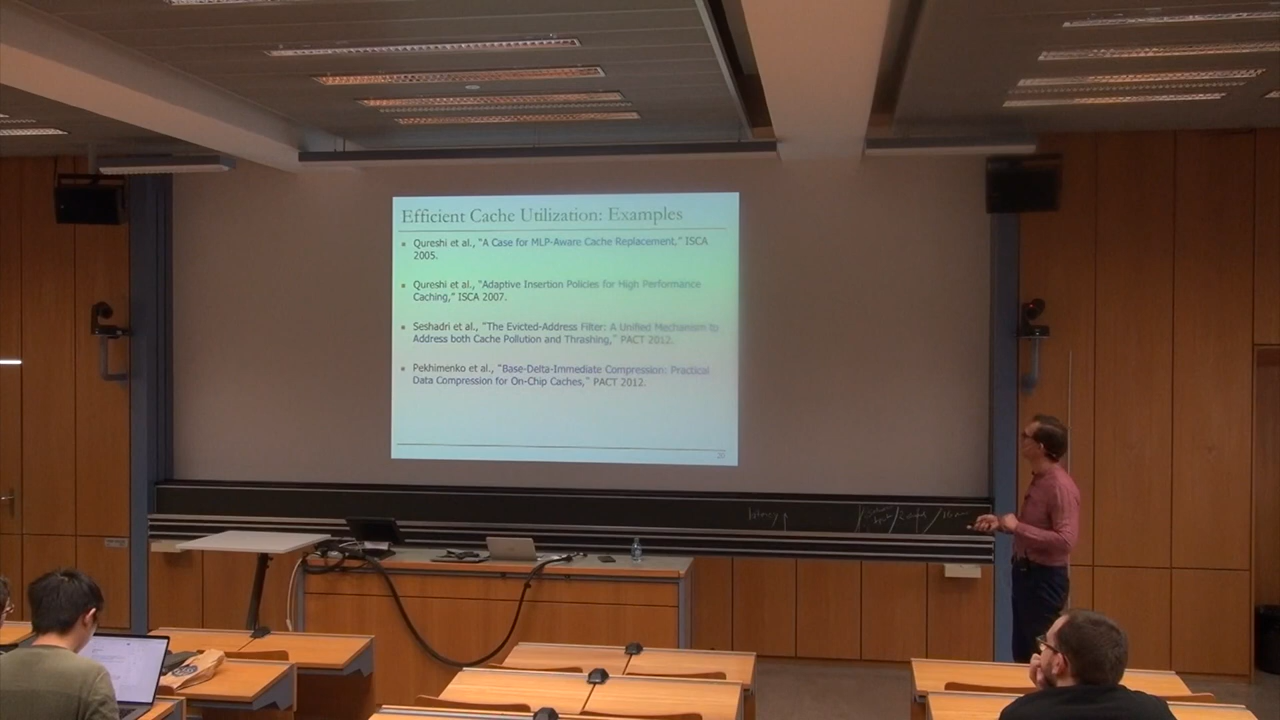 Efficient Cache Utilization: Examples
Qureshi et al., "A Case for MLP-Aware Cache Replacement," ISCA
2005.
Qureshi et al., "Adaptive Insertion Policies for High Performance
Caching," ISCA 2007.
Seshadri et al., "The Evicted-Address Filter: A Unified Mechanism to
Address both Cache Pollution and Thrashing," PACT 2012.
Pekhimenko et al., "Base-Delta-Immediate Compression: Practical
Data Compression for On-Chip Caches," PACT 2012.